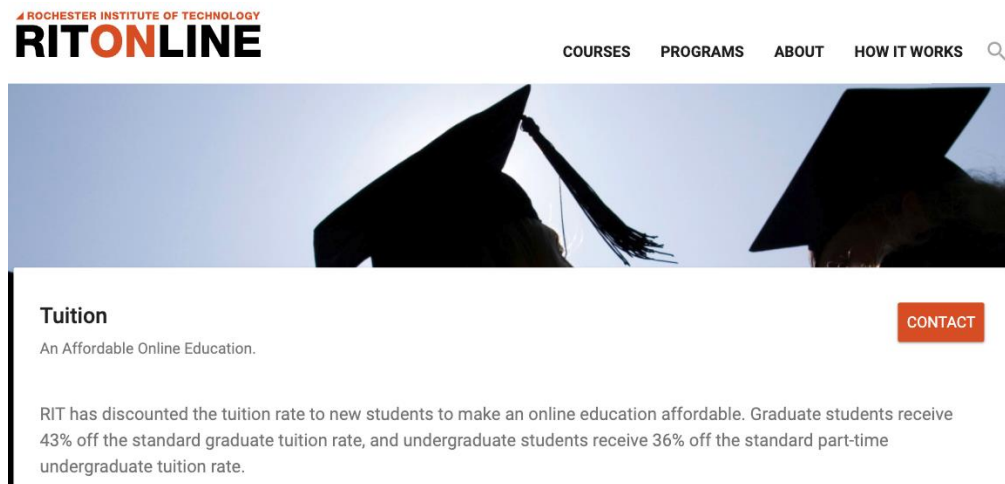 ROCHESTER INSTITUTE OF TECHNOLOGY
RITONLINE
COURSES PROGRAMS ABOUT HOW IT WORKS
Tuition
CONTACT
An Affordable Online Education.
RIT has discounted the tuition rate to new students to make an online education affordable. Graduate students receive
43% off the standard graduate tuition rate, and undergraduate students receive 36% off the standard part-time
undergraduate tuition rate.